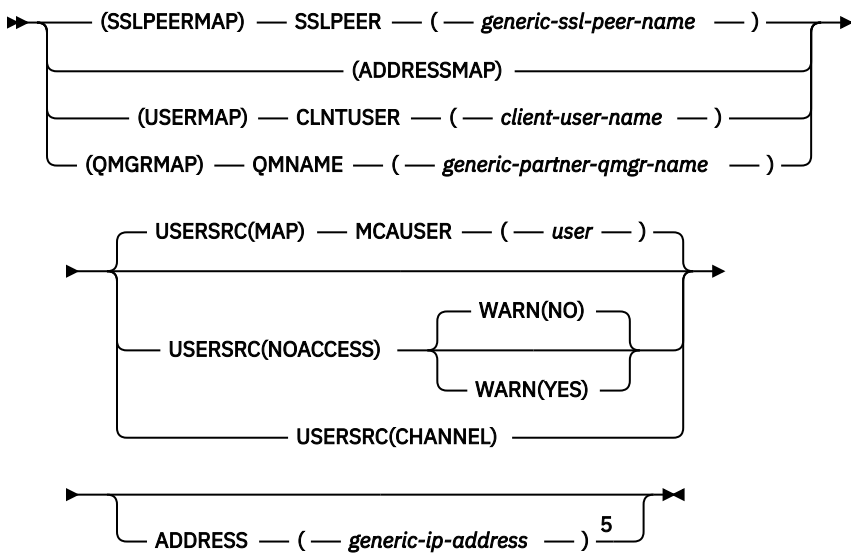 (SSLPEERMAP) SSLPEER ( generic-ssl-peer-name )
(ADDRESSMAP)
(USERMAP) CLNTUSER ( client-user-name )
(QMGRMAP) QMNAME ( generic-partner-qmgr-name )
USERSRC(MAP) MCAUSER ( user )
WARN(NO)
USERSRC(NOACCESS)
WARN(YES)
USERSRC(CHANNEL)
ADDRESS ( generic-ip-address ) 5